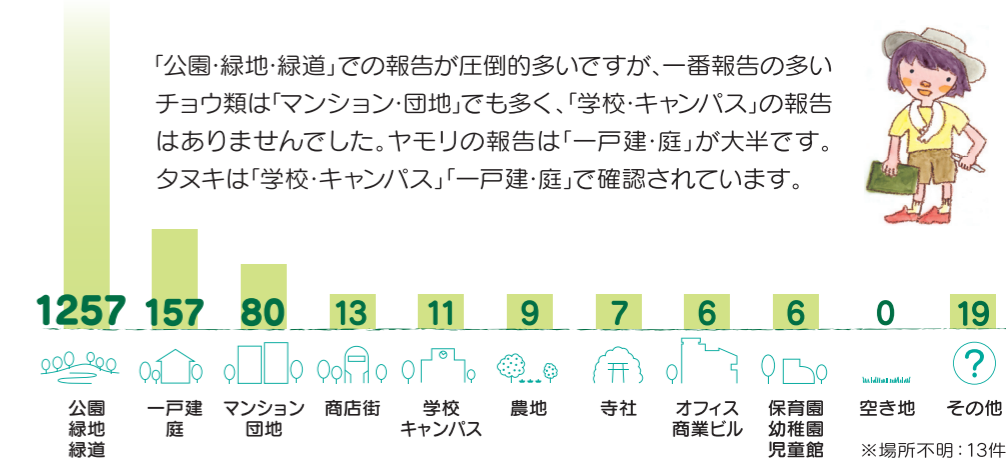 「公園・緑地・緑道」での報告が圧倒的多いですが、一番報告の多い
チョウ類は「マンション・団地」でも多く、「学校・キャンパス」の報告
はありませんでした。ヤモリの報告は「一戸建・庭」が大半です。
タヌキは「学校・キャンパス」「一戸建・庭」で確認されています。
1257 157 80 13 11 9 7 6 6 0 19
?
公園
緑地
緑道
一戸建
庭
マンション
団地
商店街
学校
キャンパス
農地
寺社
オフィス
商業ビル
保育園
幼稚園
児童館
空き地
その他
※場所不明：13件